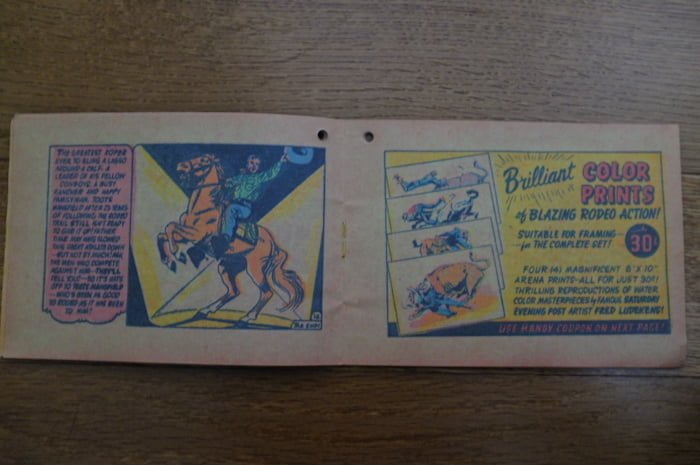 THE GREATEST ROPER
EVER TO SLING A LASSO
AROUND A CALF. A
LEADER OF HIS FELLOW
COWBOYS. A BUSY
RANCHER AND HAPPY
FAMILY MAN. TOOTS
MANSFIELD AFTER 25 YEARS
OF FOLLOWING THE RODEO
TRAIL STILL ISN'T READY
TO GIVE IT UP! FATHER
TIME MAY HAVE SLOWED
THIS GREAT ROPER DOWN
—BUT NOT BY MUCH! ASK
THE MEN WHO COMPETE
AGAINST HIM—THEY'LL
TELL YOU!—SO IT'S HATS
OFF TO TOOTS MANSFIELD
—WHO'S BEEN AS GOOD
TO RODEO AS IT HAS BEEN
TO HIM!
THE END!
Brilliant COLOR
PRINTS
of BLAZING RODEO ACTION!
SUITABLE FOR FRAMING—
—for THE COMPLETE SET!
30¢
FOUR (4) MAGNIFICENT 8" X 10"
ARENA PRINTS—ALL FOR JUST 30¢!
THRILLING REPRODUCTIONS OF WATER
COLOR MASTERPIECES by FAMOUS SATURDAY
EVENING POST ARTIST FRED LUDEKENS!
USE HANDY COUPON ON NEXT PAGE!